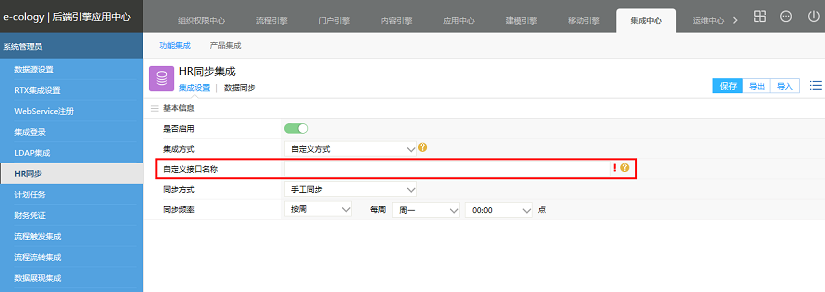 e-cology | 后端引擎应用中心
组织权限中心 流程引擎 门户引擎 内容引擎 应用中心 建模引擎 移动引擎 集成中心 运维中心
系统管理员
功能集成 产品集成
数据源设置
RTX集成设置
WebService注册
集成登录
LDAP集成
HR同步
计划任务
财务凭证
流程触发集成
流程流转集成
数据展现集成
HR同步集成
集成设置 | 数据同步
保存 导出 导入
基本信息
是否启用
集成方式 自定义方式 ?
自定义接口名称 ! ?
同步方式 手工同步
同步频率 按周 每周 周一 00:00 点